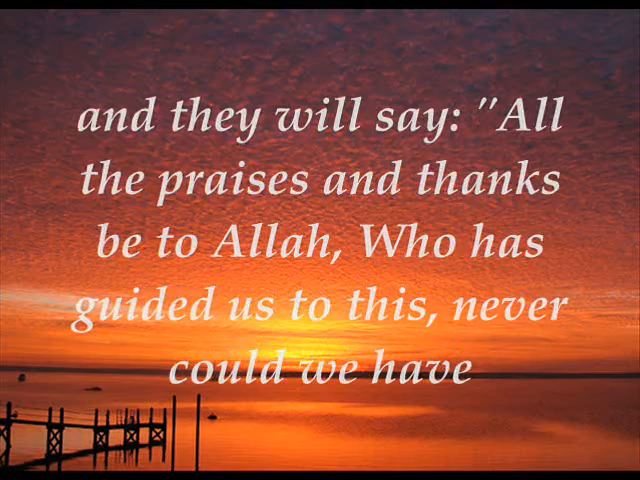 and they will say: "All
the praises and thanks
be to Allah, Who has
guided us to this, never
could we have